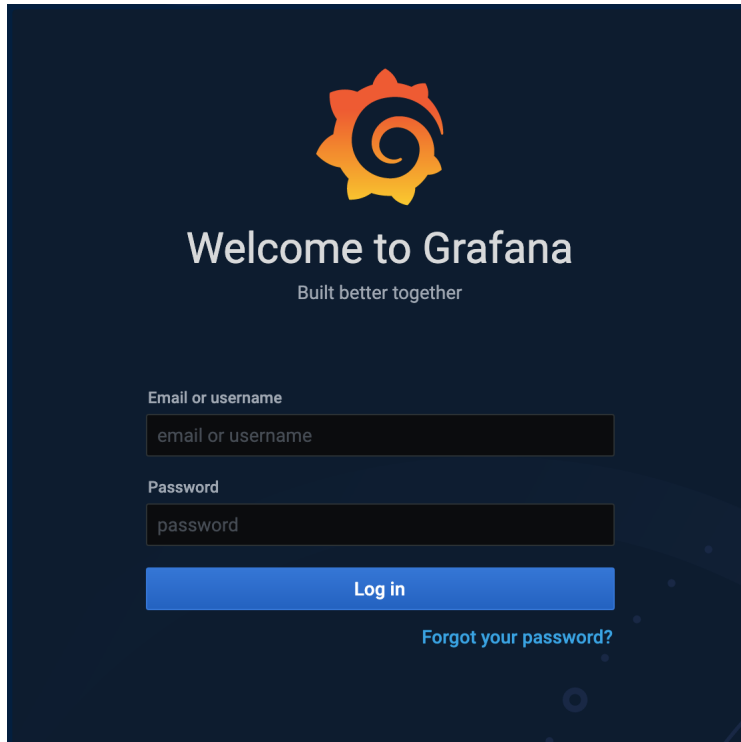 Welcome to Grafana
Built better together
Email or username
email or username
Password
password
Log in
Forgot your password?